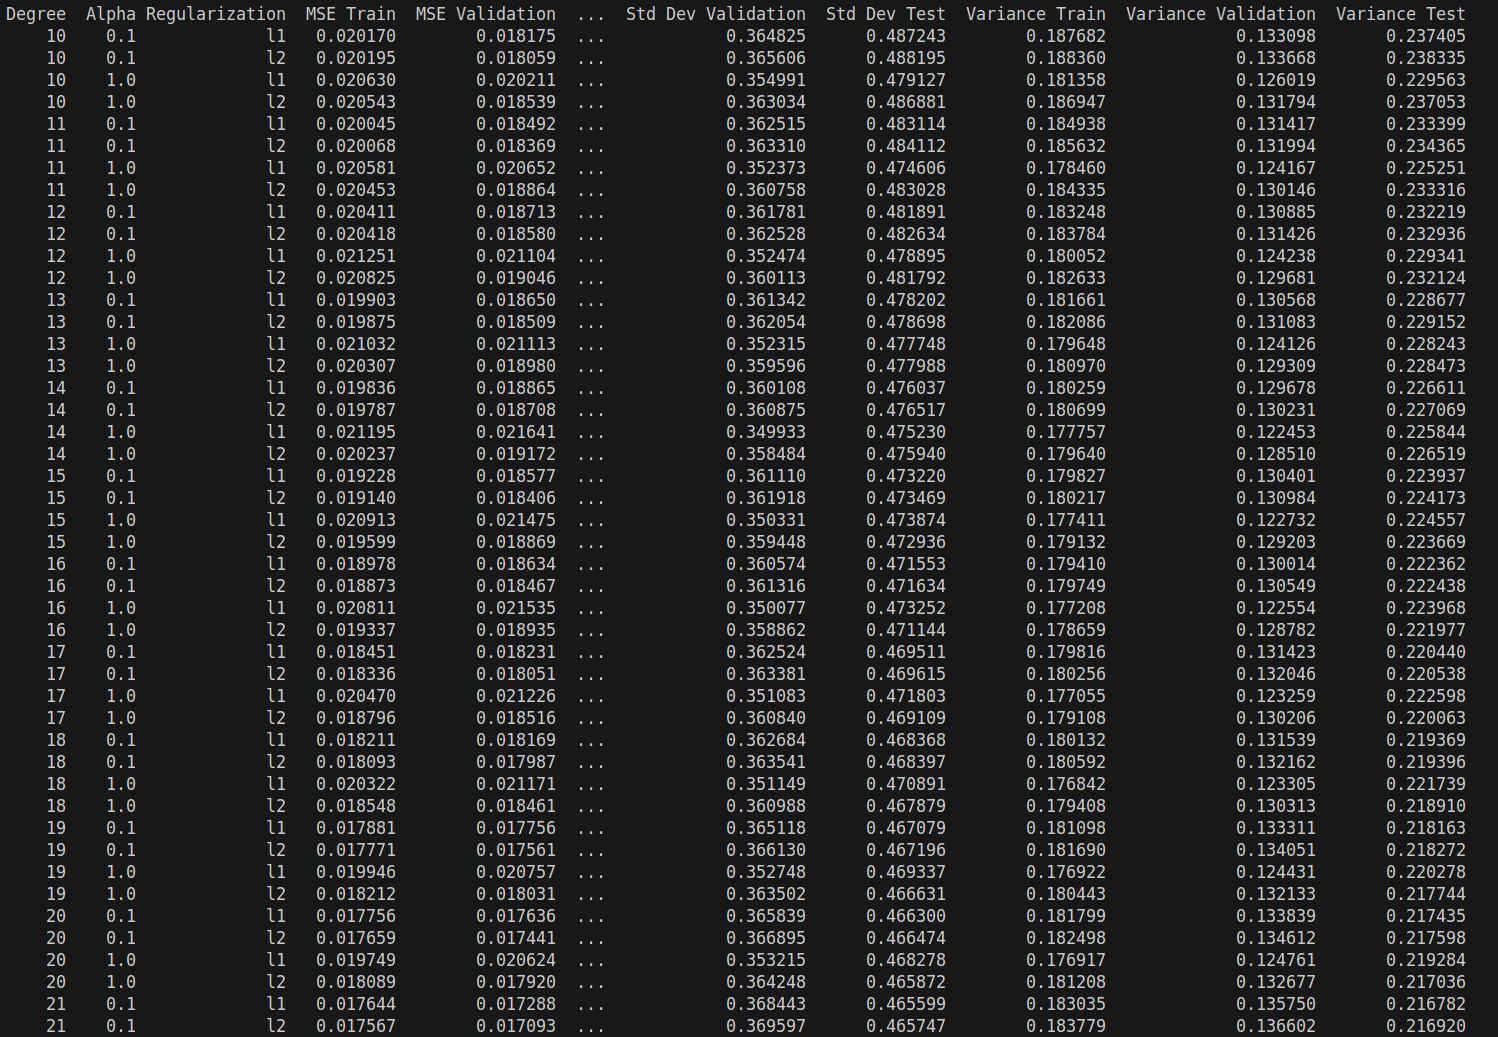 Degree Alpha Regularization MSE Train MSE Validation ... Std Dev Validation Std Dev Test Variance Train Variance Validation Variance Test
10 0.1 l1 0.020170 0.018175 ... 0.364825 0.487243 0.187682 0.133098 0.237405
10 0.1 l2 0.020195 0.018059 ... 0.365606 0.488195 0.188360 0.133668 0.238335
10 1.0 l1 0.020630 0.020211 ... 0.354991 0.479127 0.181358 0.126019 0.229563
10 1.0 l2 0.020543 0.018539 ... 0.363034 0.486881 0.186947 0.131794 0.237053
11 0.1 l1 0.020045 0.018492 ... 0.362515 0.483114 0.184938 0.131417 0.233399
11 0.1 l2 0.020068 0.018369 ... 0.363310 0.484112 0.185632 0.131994 0.234365
11 1.0 l1 0.020581 0.020652 ... 0.352373 0.474606 0.178460 0.124167 0.225251
11 1.0 l2 0.020453 0.018864 ... 0.360758 0.483028 0.184335 0.130146 0.233316
12 0.1 l1 0.020411 0.018713 ... 0.361781 0.481891 0.183248 0.130885 0.232219
12 0.1 l2 0.020418 0.018580 ... 0.362528 0.482634 0.183784 0.131426 0.232936
12 1.0 l1 0.021251 0.021104 ... 0.352474 0.478895 0.180052 0.124238 0.229341
12 1.0 l2 0.020825 0.019046 ... 0.360113 0.481792 0.182633 0.129681 0.232124
13 0.1 l1 0.019903 0.018650 ... 0.361342 0.478202 0.181661 0.130568 0.228677
13 0.1 l2 0.019875 0.018509 ... 0.362054 0.478698 0.182086 0.131083 0.229152
13 1.0 l1 0.021032 0.021113 ... 0.352315 0.477748 0.179648 0.124126 0.228243
13 1.0 l2 0.020307 0.018980 ... 0.359596 0.477988 0.180970 0.129309 0.228473
14 0.1 l1 0.019836 0.018865 ... 0.360108 0.476037 0.180259 0.129678 0.226611
14 0.1 l2 0.019787 0.018708 ... 0.360875 0.476517 0.180699 0.130231 0.227069
14 1.0 l1 0.021195 0.021641 ... 0.349933 0.475230 0.177757 0.122453 0.225844
14 1.0 l2 0.020237 0.019172 ... 0.358484 0.475940 0.179640 0.128510 0.226519
15 0.1 l1 0.019228 0.018577 ... 0.361110 0.473220 0.179827 0.130401 0.223937
15 0.1 l2 0.019140 0.018406 ... 0.361918 0.473469 0.180217 0.130984 0.224173
15 1.0 l1 0.020913 0.021475 ... 0.350331 0.473874 0.177411 0.122732 0.224557
15 1.0 l2 0.019599 0.018869 ... 0.359448 0.472936 0.179132 0.129203 0.223669
16 0.1 l1 0.018978 0.018634 ... 0.360574 0.471553 0.179410 0.130014 0.222362
16 0.1 l2 0.018873 0.018467 ... 0.361316 0.471634 0.179749 0.130549 0.222438
16 1.0 l1 0.020811 0.021535 ... 0.350077 0.473252 0.177208 0.122554 0.223968
16 1.0 l2 0.019337 0.018935 ... 0.358862 0.471144 0.178659 0.128782 0.221977
17 0.1 l1 0.018451 0.018231 ... 0.362524 0.469511 0.179816 0.131423 0.220440
17 0.1 l2 0.018336 0.018051 ... 0.363381 0.469615 0.180256 0.132046 0.220538
17 1.0 l1 0.020470 0.021226 ... 0.351083 0.471803 0.177055 0.123259 0.222598
17 1.0 l2 0.018796 0.018516 ... 0.360840 0.469109 0.179108 0.130206 0.220063
18 0.1 l1 0.018211 0.018169 ... 0.362684 0.468368 0.180132 0.131539 0.219369
18 0.1 l2 0.018093 0.017987 ... 0.363541 0.468397 0.180592 0.132162 0.219396
18 1.0 l1 0.020322 0.021171 ... 0.351149 0.470891 0.176842 0.123305 0.221739
18 1.0 l2 0.018548 0.018461 ... 0.360988 0.467879 0.179408 0.130313 0.218910
19 0.1 l1 0.017881 0.017756 ... 0.365118 0.467079 0.181098 0.133311 0.218163
19 0.1 l2 0.017771 0.017561 ... 0.366130 0.467196 0.181690 0.134051 0.218272
19 1.0 l1 0.019946 0.020757 ... 0.352748 0.469337 0.176922 0.124431 0.220278
19 1.0 l2 0.018212 0.018031 ... 0.363502 0.466631 0.180443 0.132133 0.217744
20 0.1 l1 0.017756 0.017636 ... 0.365839 0.466300 0.181799 0.133839 0.217435
20 0.1 l2 0.017659 0.017441 ... 0.366895 0.466474 0.182498 0.134612 0.217598
20 1.0 l1 0.019749 0.020624 ... 0.353215 0.468278 0.176917 0.124761 0.219284
20 1.0 l2 0.018089 0.017920 ... 0.364248 0.465872 0.181208 0.132677 0.217036
21 0.1 l1 0.017644 0.017288 ... 0.368443 0.465599 0.183035 0.135750 0.216782
21 0.1 l2 0.017567 0.017093 ... 0.369597 0.465747 0.183779 0.136602 0.216920